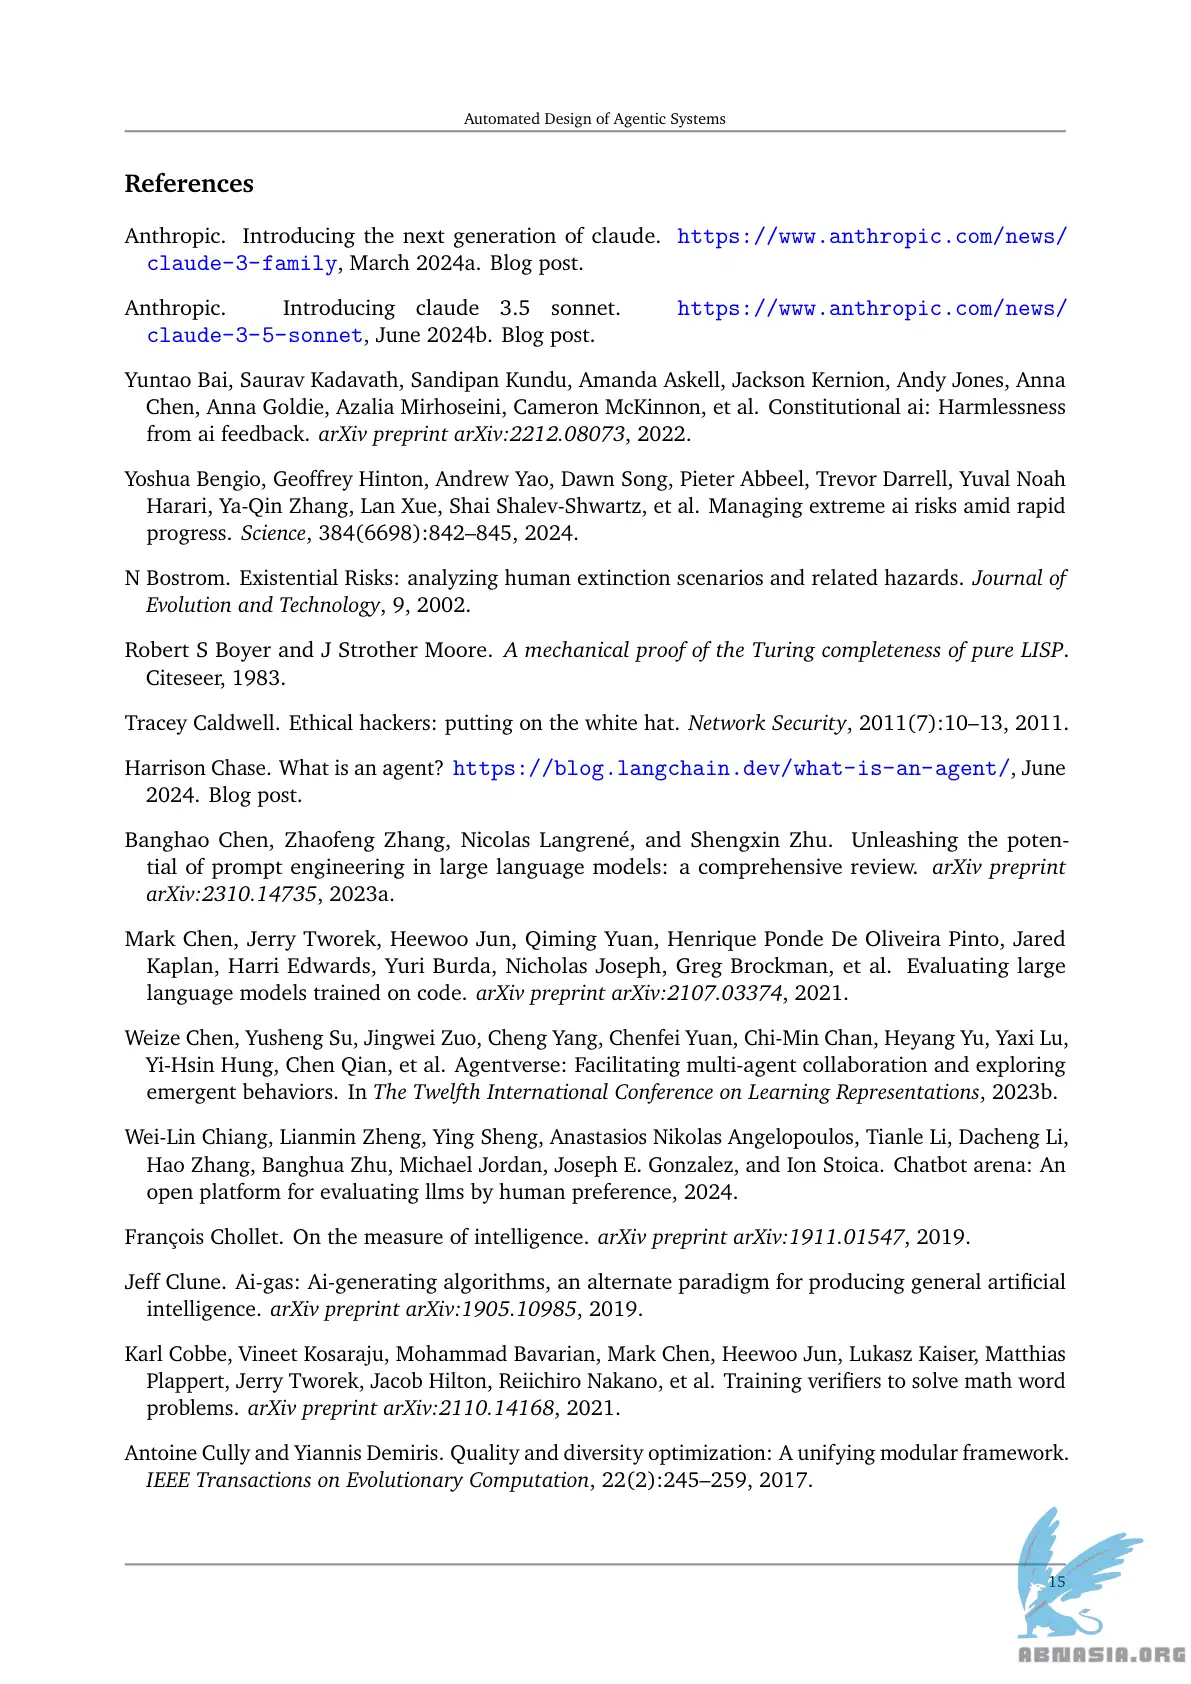 Automated Design of Agentic Systems
References
Anthropic. Introducing the next generation of claude. https://www.anthropic.com/news/
claude-3-family, March 2024a. Blog post.
Anthropic. Introducing claude 3.5 sonnet. https://www.anthropic.com/news/
claude-3-5-sonnet, June 2024b. Blog post.
Yuntao Bai, Saurav Kadavath, Sandipan Kundu, Amanda Askell, Jackson Kernion, Andy Jones, Anna
Chen, Anna Goldie, Azalia Mirhoseini, Cameron McKinnon, et al. Constitutional ai: Harmlessness
from ai feedback. arXiv preprint arXiv:2212.08073, 2022.
Yoshua Bengio, Geoffrey Hinton, Andrew Yao, Dawn Song, Pieter Abbeel, Trevor Darrell, Yuval Noah
Harari, Ya-Qin Zhang, Lan Xue, Shai Shalev-Shwartz, et al. Managing extreme ai risks amid rapid
progress. Science, 384(6698):842–845, 2024.
N Bostrom. Existential Risks: analyzing human extinction scenarios and related hazards. Journal of
Evolution and Technology, 9, 2002.
Robert S Boyer and J Strother Moore. A mechanical proof of the Turing completeness of pure LISP.
Citeseer, 1983.
Tracey Caldwell. Ethical hackers: putting on the white hat. Network Security, 2011(7):10–13, 2011.
Harrison Chase. What is an agent? https://blog.langchain.dev/what-is-an-agent/, June
2024. Blog post.
Banghao Chen, Zhaofeng Zhang, Nicolas Langrené, and Shengxin Zhu. Unleashing the poten-
tial of prompt engineering in large language models: a comprehensive review. arXiv preprint
arXiv:2310.14735, 2023a.
Mark Chen, Jerry Tworek, Heewoo Jun, Qiming Yuan, Henrique Ponde De Oliveira Pinto, Jared
Kaplan, Harri Edwards, Yuri Burda, Nicholas Joseph, Greg Brockman, et al. Evaluating large
language models trained on code. arXiv preprint arXiv:2107.03374, 2021.
Weize Chen, Yusheng Su, Jingwei Zuo, Cheng Yang, Chenfei Yuan, Chi-Min Chan, Heyang Yu, Yaxi Lu,
Yi-Hsin Hung, Chen Qian, et al. Agentverse: Facilitating multi-agent collaboration and exploring
emergent behaviors. In The Twelfth International Conference on Learning Representations, 2023b.
Wei-Lin Chiang, Lianmin Zheng, Ying Sheng, Anastasios Nikolas Angelopoulos, Tianle Li, Dacheng Li,
Hao Zhang, Banghua Zhu, Michael Jordan, Joseph E. Gonzalez, and Ion Stoica. Chatbot arena: An
open platform for evaluating llms by human preference, 2024.
François Chollet. On the measure of intelligence. arXiv preprint arXiv:1911.01547, 2019.
Jeff Clune. Ai-gas: Ai-generating algorithms, an alternate paradigm for producing general artificial
intelligence. arXiv preprint arXiv:1905.10985, 2019.
Karl Cobbe, Vineet Kosaraju, Mohammad Bavarian, Mark Chen, Heewoo Jun, Lukasz Kaiser, Matthias
Plappert, Jerry Tworek, Jacob Hilton, Reiichiro Nakano, et al. Training verifiers to solve math word
problems. arXiv preprint arXiv:2110.14168, 2021.
Antoine Cully and Yiannis Demiris. Quality and diversity optimization: A unifying modular framework.
IEEE Transactions on Evolutionary Computation, 22(2):245–259, 2017.
15
ABNASIA.ORG